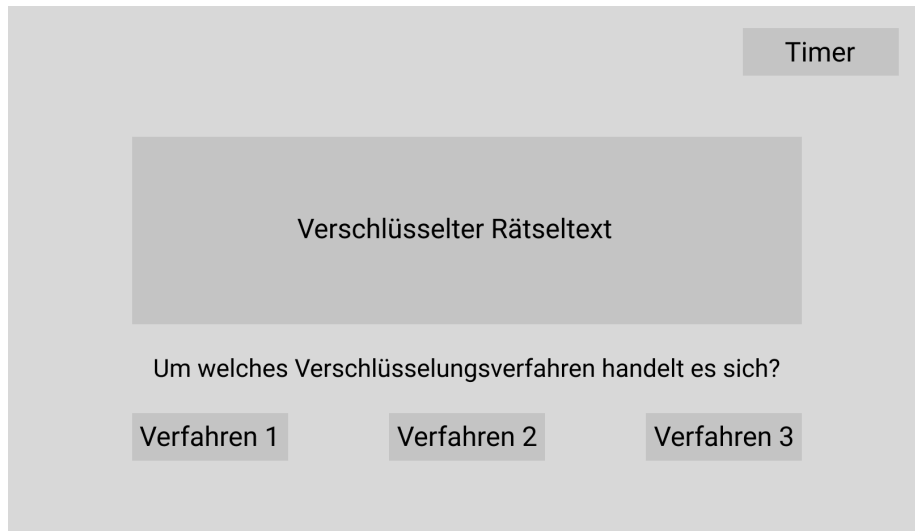 Timer
Verschlüsselter Rätseltext
Um welches Verschlüsselungsverfahren handelt es sich?
Verfahren 1
Verfahren 2
Verfahren 3